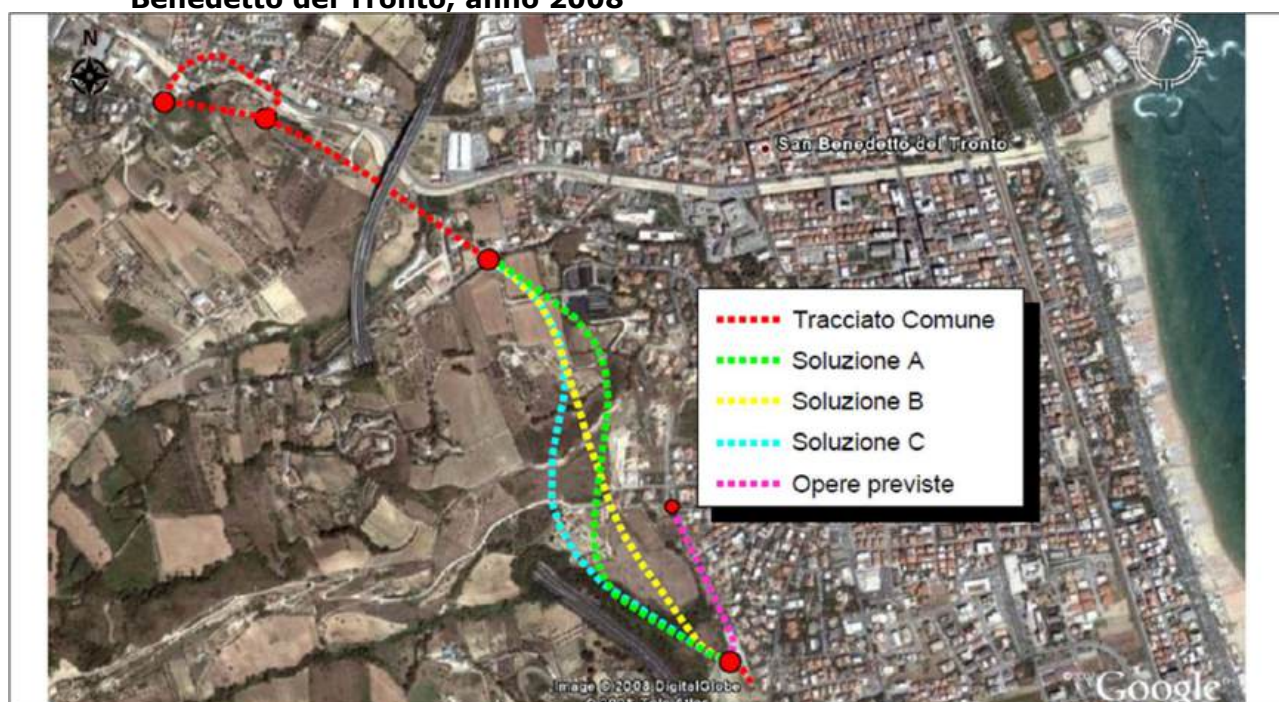 Benedetto del Tronto, anno 2008
N
N
San Benedetto del Tronto
Tracciato Comune
Soluzione A
Soluzione B
Soluzione C
Opere previste
Image © 2008 DigitalGlobe
Google